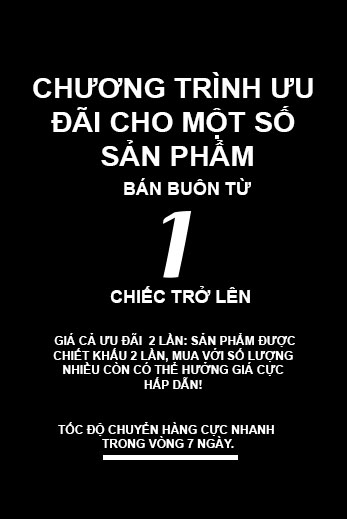 CHƯƠNG TRÌNH ƯU
ĐÃI CHO MỘT SỐ
SẢN PHẨM
BÁN BUÔN TỪ
1
CHIẾC TRỞ LÊN
GIÁ CẢ ƯU ĐÃI 2 LẦN: SẢN PHẨM ĐƯỢC
CHIẾT KHẤU 2 LẦN, MUA VỚI SỐ LƯỢNG
NHIỀU CÒN CÓ THỂ HƯỞNG GIÁ CỰC
HẤP DẪN!
TỐC ĐỘ CHUYỂN HÀNG CỰC NHANH
TRONG VÒNG 7 NGÀY.